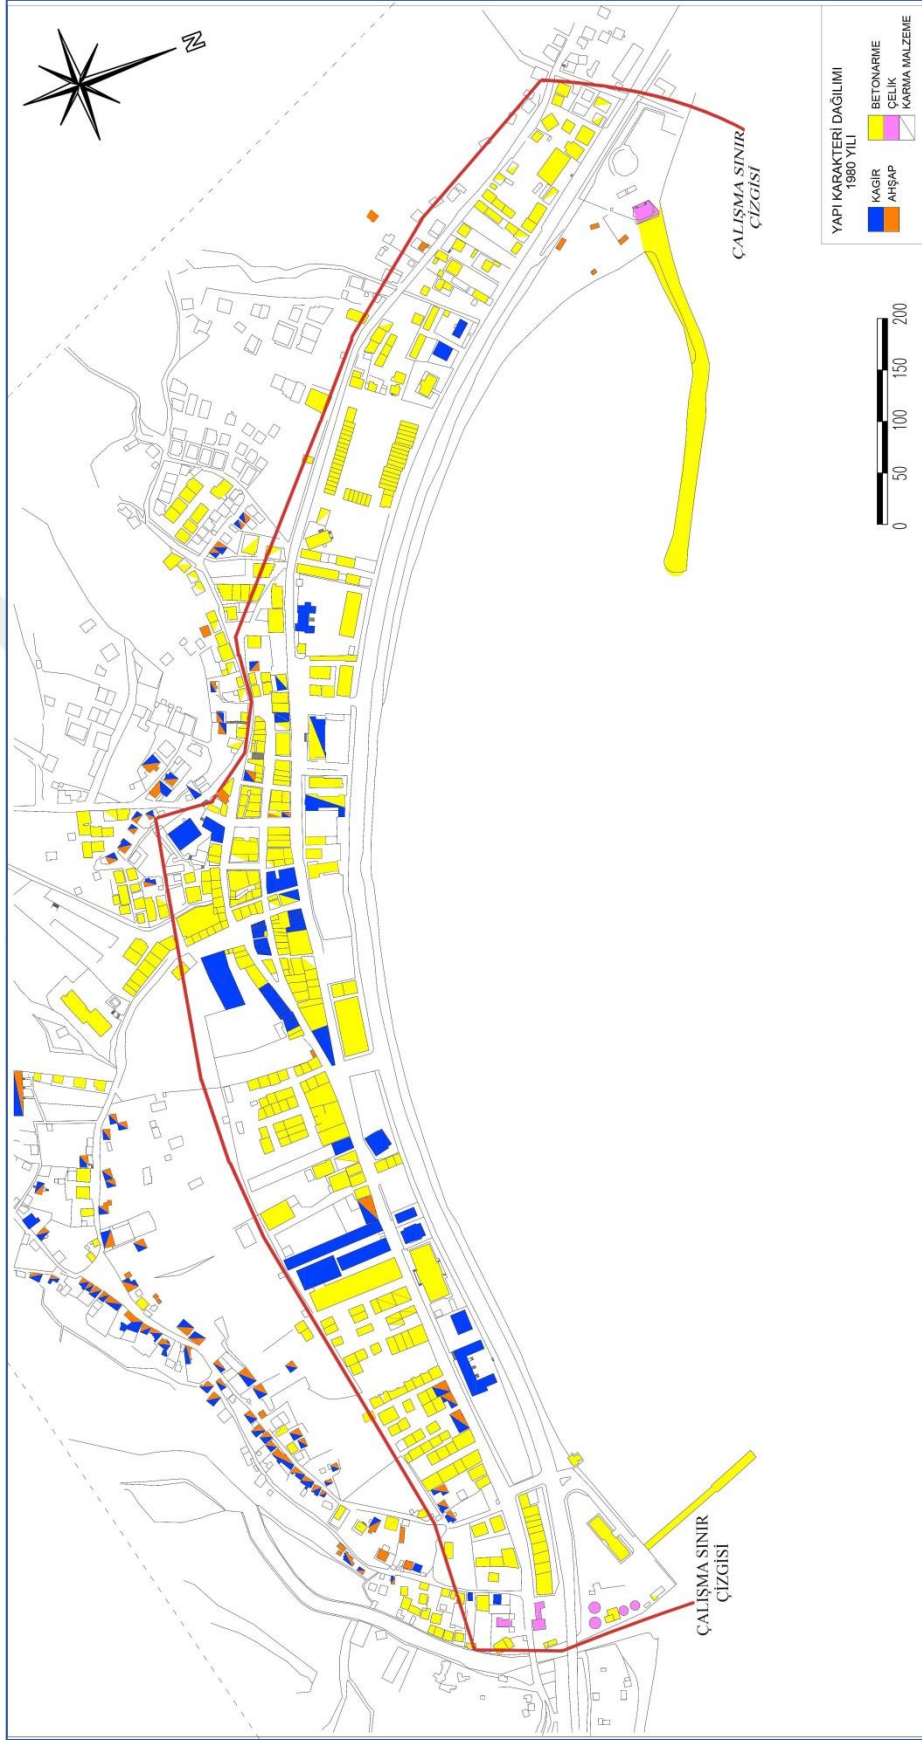 N
ÇALIŞMA SINIR
ÇİZGİSİ
YAPI KARAKTERİ DAĞILIMI
1980 YILI
KAGİR
AHŞAP
BETONARME
ÇELİK
KARMA MALZEME
0 50 100 150 200
ÇALIŞMA SINIR
ÇİZGİSİ